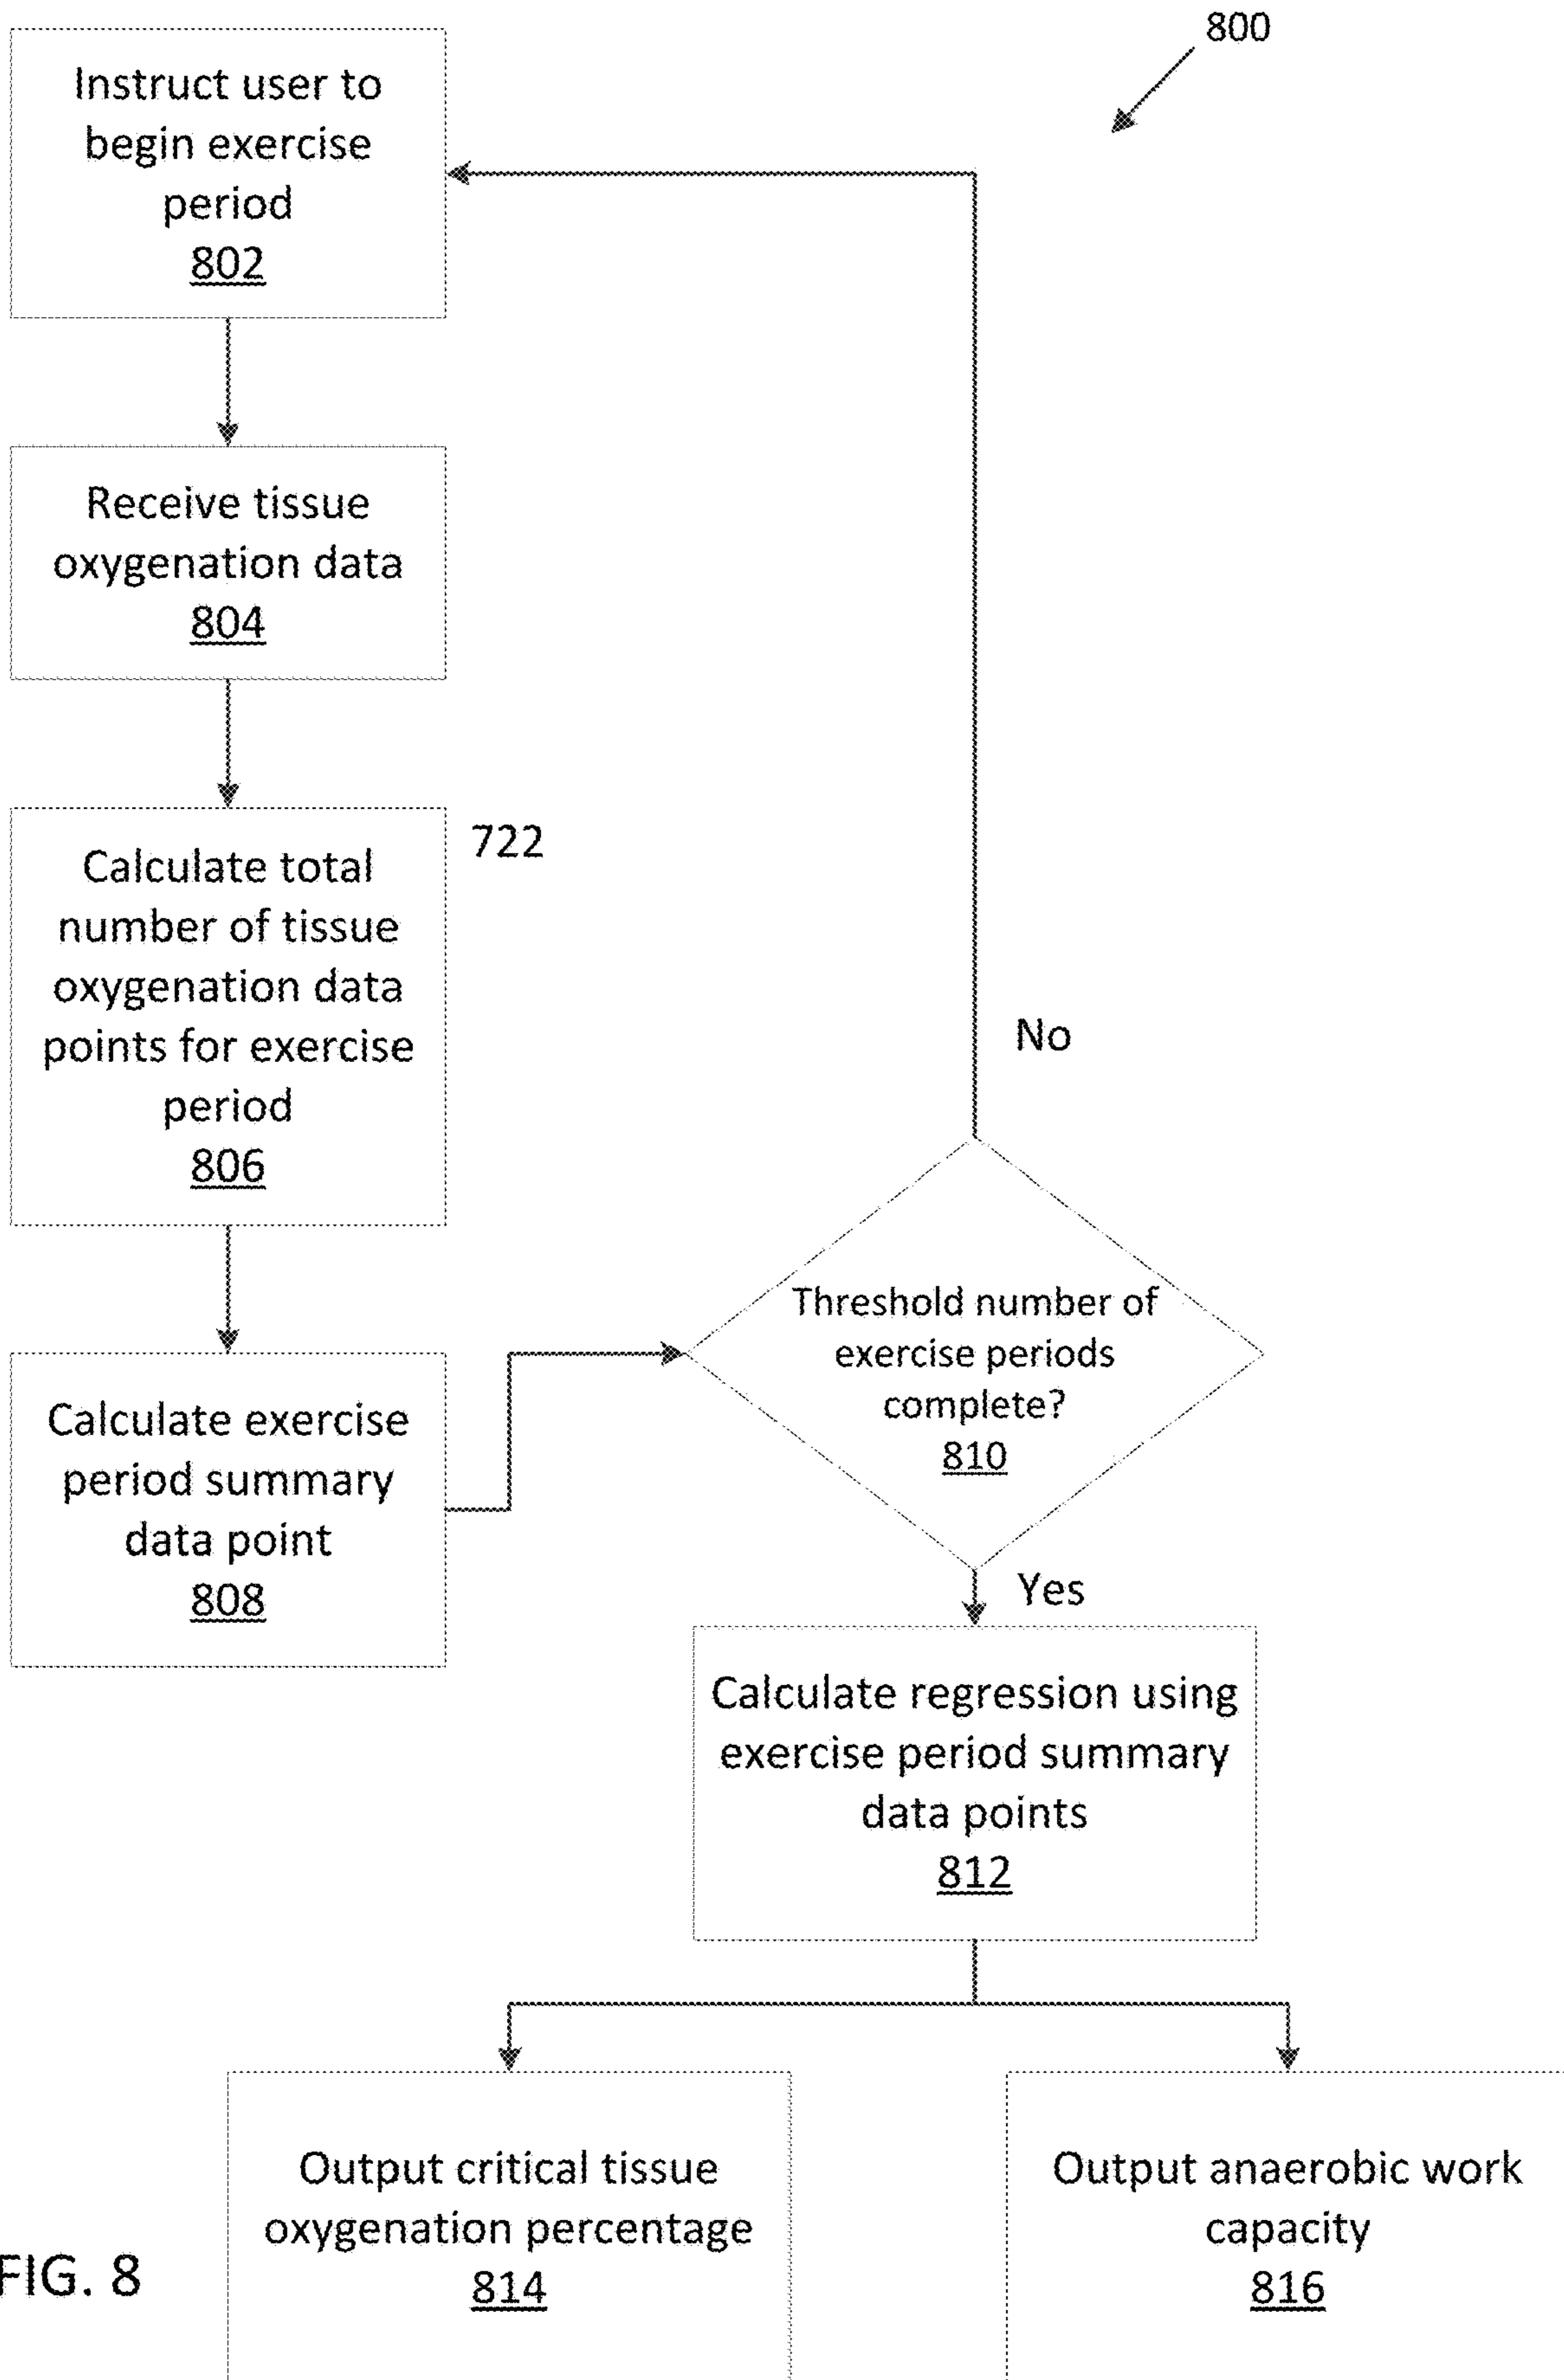 800
Instruct user to
begin exercise
period
802
Receive tissue
oxygenation data
804
722
Calculate total
number of tissue
oxygenation data
points for exercise
period
806
No
Threshold number of
exercise periods
complete?
810
Calculate exercise
period summary
data point
808
Yes
Calculate regression using
exercise period summary
data points
812
Output critical tissue
oxygenation percentage
814
Output anaerobic work
capacity
816
FIG. 8